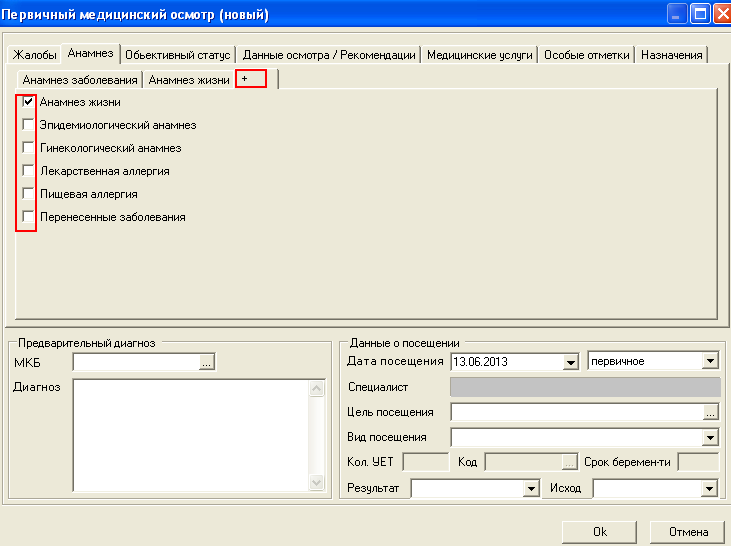 Первичный медицинский осмотр (новый)
Жалобы Анамнез Обьективный статус Данные осмотра / Рекомендации Медицинские услуги Особые отметки Назначения
Анамнез заболевания Анамнез жизни +
Анамнез жизни
Эпидемиологический анамнез
Гинекологический анамнез
Лекарственная аллергия
Пищевая аллергия
Перенесенные заболевания
Предварительный диагноз
МКБ ...
Диагноз
Данные о посещении
Дата посещения 13.06.2013 первичное
Специалист
Цель посещения ...
Вид посещения
Кол. УЕТ Код ... Срок беремен-ти
Результат Исход
Ok Отмена